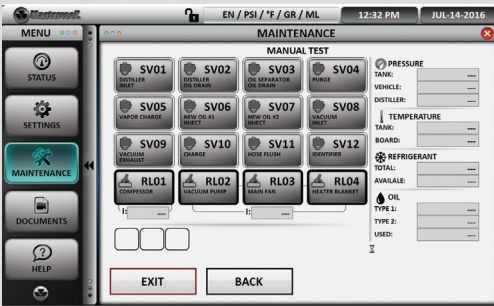 Mastercool
EN / PSI / °F / GR / ML
12:32 PM
JUL-14-2016
MENU
MAINTENANCE
STATUS
SETTINGS
MAINTENANCE
DOCUMENTS
HELP
MANUAL TEST
SV01
DISTILLER
INLET
SV02
DISTILLER
OIL DRAIN
SV03
OIL SEPARATOR
OIL DRAIN
SV04
PURGE
SV05
VAPOR CHARGE
SV06
NEW OIL #1
INJECT
SV07
NEW OIL #2
INJECT
SV08
VACUUM
INLET
SV09
VACUUM
EXHAUST
SV10
CHARGE
SV11
HOSE FLUSH
SV12
IDENTIFIER
RL01
COMPESSOR
RL02
VACUUM PUMP
RL03
MAIN FAN
RL04
HEATER BLANKET
I: ---
I: ---
EXIT
BACK
PRESSURE
TANK: ---
VEHICLE: ---
DISTILLER: ---
TEMPERATURE
TANK: ---
BOARD: ---
REFRIGERANT
TOTAL: ---
AVAILALE: ---
OIL
TYPE 1: ---
TYPE 2: ---
USED: ---